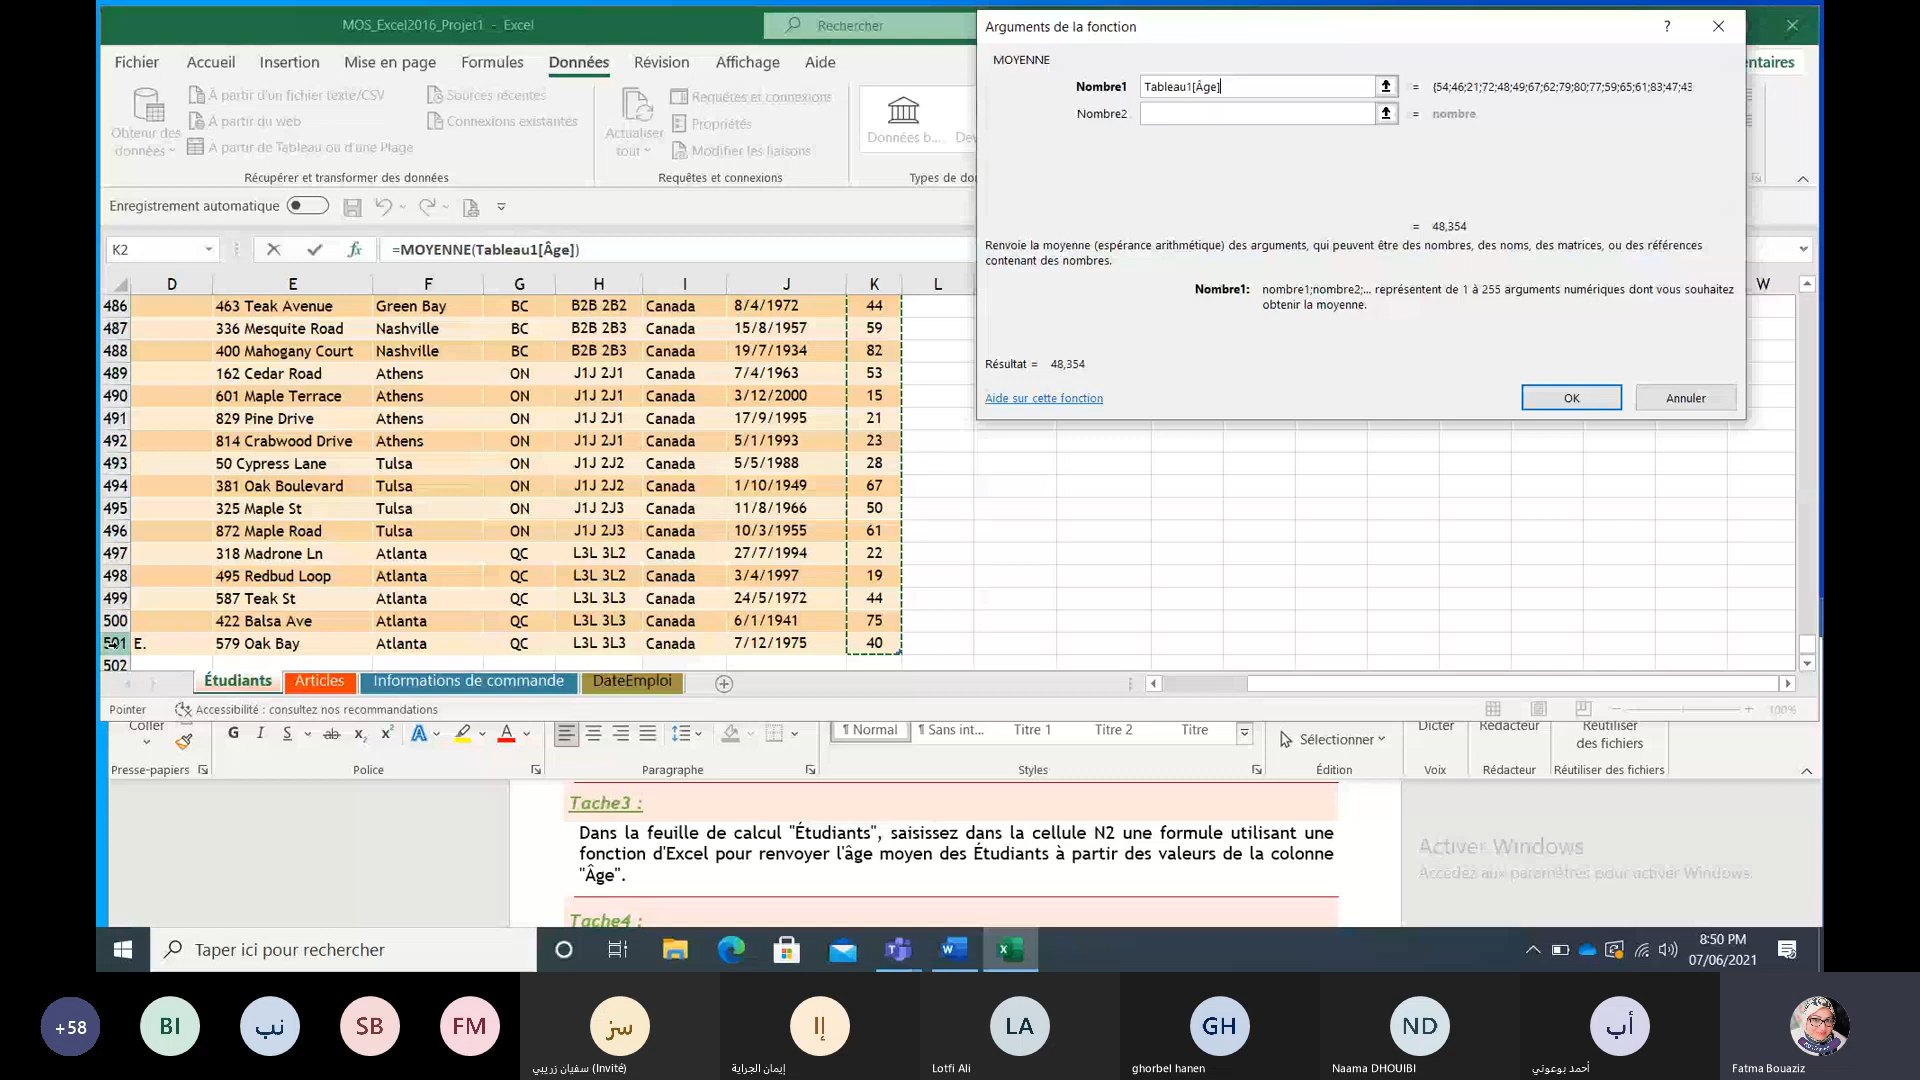 MOS_Excel2016_Projet1 - Excel
Rechercher
Fichier Accueil Insertion Mise en page Formules Données Révision Affichage Aide
ntaires
Obtenir des données
À partir d'un fichier texte/CSV
À partir du web
À partir de Tableau ou d'une Plage
Sources récentes
Connexions existantes
Récupérer et transformer des données
Actualiser tout
Requêtes et connexions
Propriétés
Modifier les liaisons
Requêtes et connexions
Données b...
Types de do
Enregistrement automatique
K2
=MOYENNE(Tableau1[Âge])
Arguments de la fonction
?
MOYENNE
Nombre1 Tableau1[Âge] = {54;46;21;72;48;49;67;62;79;80;77;59;65;61;83;47;43
Nombre2 = nombre
= 48,354
Renvoie la moyenne (espérance arithmétique) des arguments, qui peuvent être des nombres, des noms, des matrices, ou des références
contenant des nombres.
Nombre1: nombre1;nombre2;... représentent de 1 à 255 arguments numériques dont vous souhaitez
obtenir la moyenne.
Résultat = 48,354
Aide sur cette fonction
OK Annuler
D E F G H I J K L W
486 463 Teak Avenue Green Bay BC B2B 2B2 Canada 8/4/1972 44
487 336 Mesquite Road Nashville BC B2B 2B3 Canada 15/8/1957 59
488 400 Mahogany Court Nashville BC B2B 2B3 Canada 19/7/1934 82
489 162 Cedar Road Athens ON J1J 2J1 Canada 7/4/1963 53
490 601 Maple Terrace Athens ON J1J 2J1 Canada 3/12/2000 15
491 829 Pine Drive Athens ON J1J 2J1 Canada 17/9/1995 21
492 814 Crabwood Drive Athens ON J1J 2J1 Canada 5/1/1993 23
493 50 Cypress Lane Tulsa ON J1J 2J2 Canada 5/5/1988 28
494 381 Oak Boulevard Tulsa ON J1J 2J2 Canada 1/10/1949 67
495 325 Maple St Tulsa ON J1J 2J3 Canada 11/8/1966 50
496 872 Maple Road Tulsa ON J1J 2J3 Canada 10/3/1955 61
497 318 Madrone Ln Atlanta QC L3L 3L2 Canada 27/7/1994 22
498 495 Redbud Loop Atlanta QC L3L 3L2 Canada 3/4/1997 19
499 587 Teak St Atlanta QC L3L 3L3 Canada 24/5/1972 44
500 422 Balsa Ave Atlanta QC L3L 3L3 Canada 6/1/1941 75
501 E. 579 Oak Bay Atlanta QC L3L 3L3 Canada 7/12/1975 40
502
Étudiants Articles Informations de commande DateEmploi
Pointer Accessibilité : consultez nos recommandations 100%
Coller
G I S ab x₂ x² A A
¶ Normal ¶ Sans int... Titre 1 Titre 2 Titre
Sélectionner
Dicter
Rédacteur
Réutiliser
des fichiers
Presse-papiers Police Paragraphe Styles Édition Voix Rédacteur Réutiliser des fichiers
Tache3 :
Dans la feuille de calcul "Étudiants", saisissez dans la cellule N2 une formule utilisant une
fonction d'Excel pour renvoyer l'âge moyen des Étudiants à partir des valeurs de la colonne
"Âge".
Tache4 :
Activer Windows
Accédez aux paramètres pour activer Windows.
Taper ici pour rechercher
8:50 PM
07/06/2021
+58 BI نب SB FM سز إا LA GH ND أب
سفيان زريبي (Invité)
إيمان الجراية
Lotfi Ali
ghorbel hanen
Naama DHOUIBI
أحمد بوعوني
Fatma Bouaziz